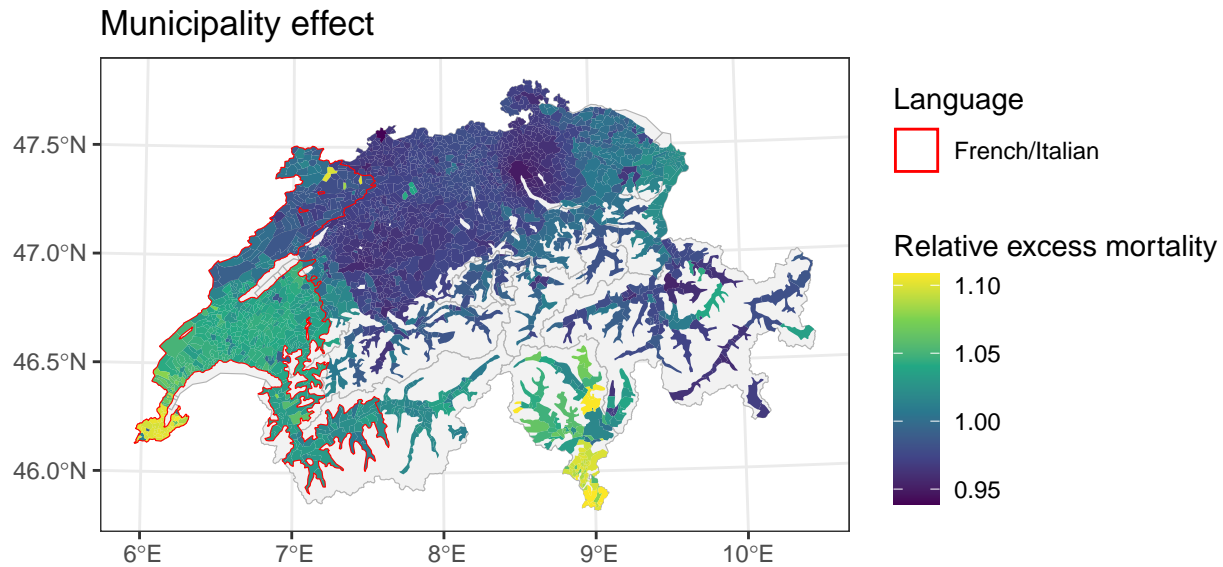 Municipality effect
47.5°N
47.0°N
46.5°N
46.0°N
6°E
7°E
8°E
9°E
10°E
Language
French/Italian
Relative excess mortality
1.10
1.05
1.00
0.95